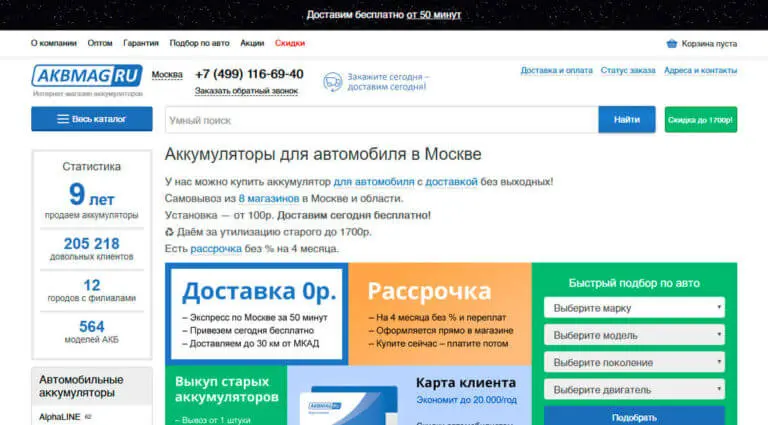 Доставим бесплатно от 50 минут
О компании Оптом Гарантия Подбор по авто Акции Скидки Корзина пуста
AKBMAG RU
Интернет-магазин аккумуляторов
Москва
+7 (499) 116-69-40
Заказать обратный звонок
Закажите сегодня –
доставим сегодня!
Доставка и оплата Статус заказа Адреса и контакты
Весь каталог
Умный поиск
Найти
Скидка до 1700р!
Статистика
9 лет
продаем аккумуляторы
205 218
довольных клиентов
12
городов с филиалами
564
моделей АКБ
Автомобильные
аккумуляторы
AlphaLINE 62
Аккумуляторы для автомобиля в Москве
У нас можно купить аккумулятор для автомобиля с доставкой без выходных!
Самовывоз из 8 магазинов в Москве и области.
Установка — от 100р. Доставим сегодня бесплатно!
♻ Даём за утилизацию старого до 1700р.
Есть рассрочка без % на 4 месяца.
Доставка 0р.
– Экспресс по Москве за 50 минут
– Привезем сегодня бесплатно
– Доставляем до 30 км от МКАД
Рассрочка
– На 4 месяца без % и переплат
– Оформляется прямо в магазине
– Купите сейчас – платите потом
Выкуп старых
аккумуляторов
– Вывоз от 1 штуки
AKBMAG RU
Карта клиента
Экономит до 20.000/год
Быстрый подбор по авто
Выберите марку
Выберите модель
Выберите поколение
Выберите двигатель
Подобрать